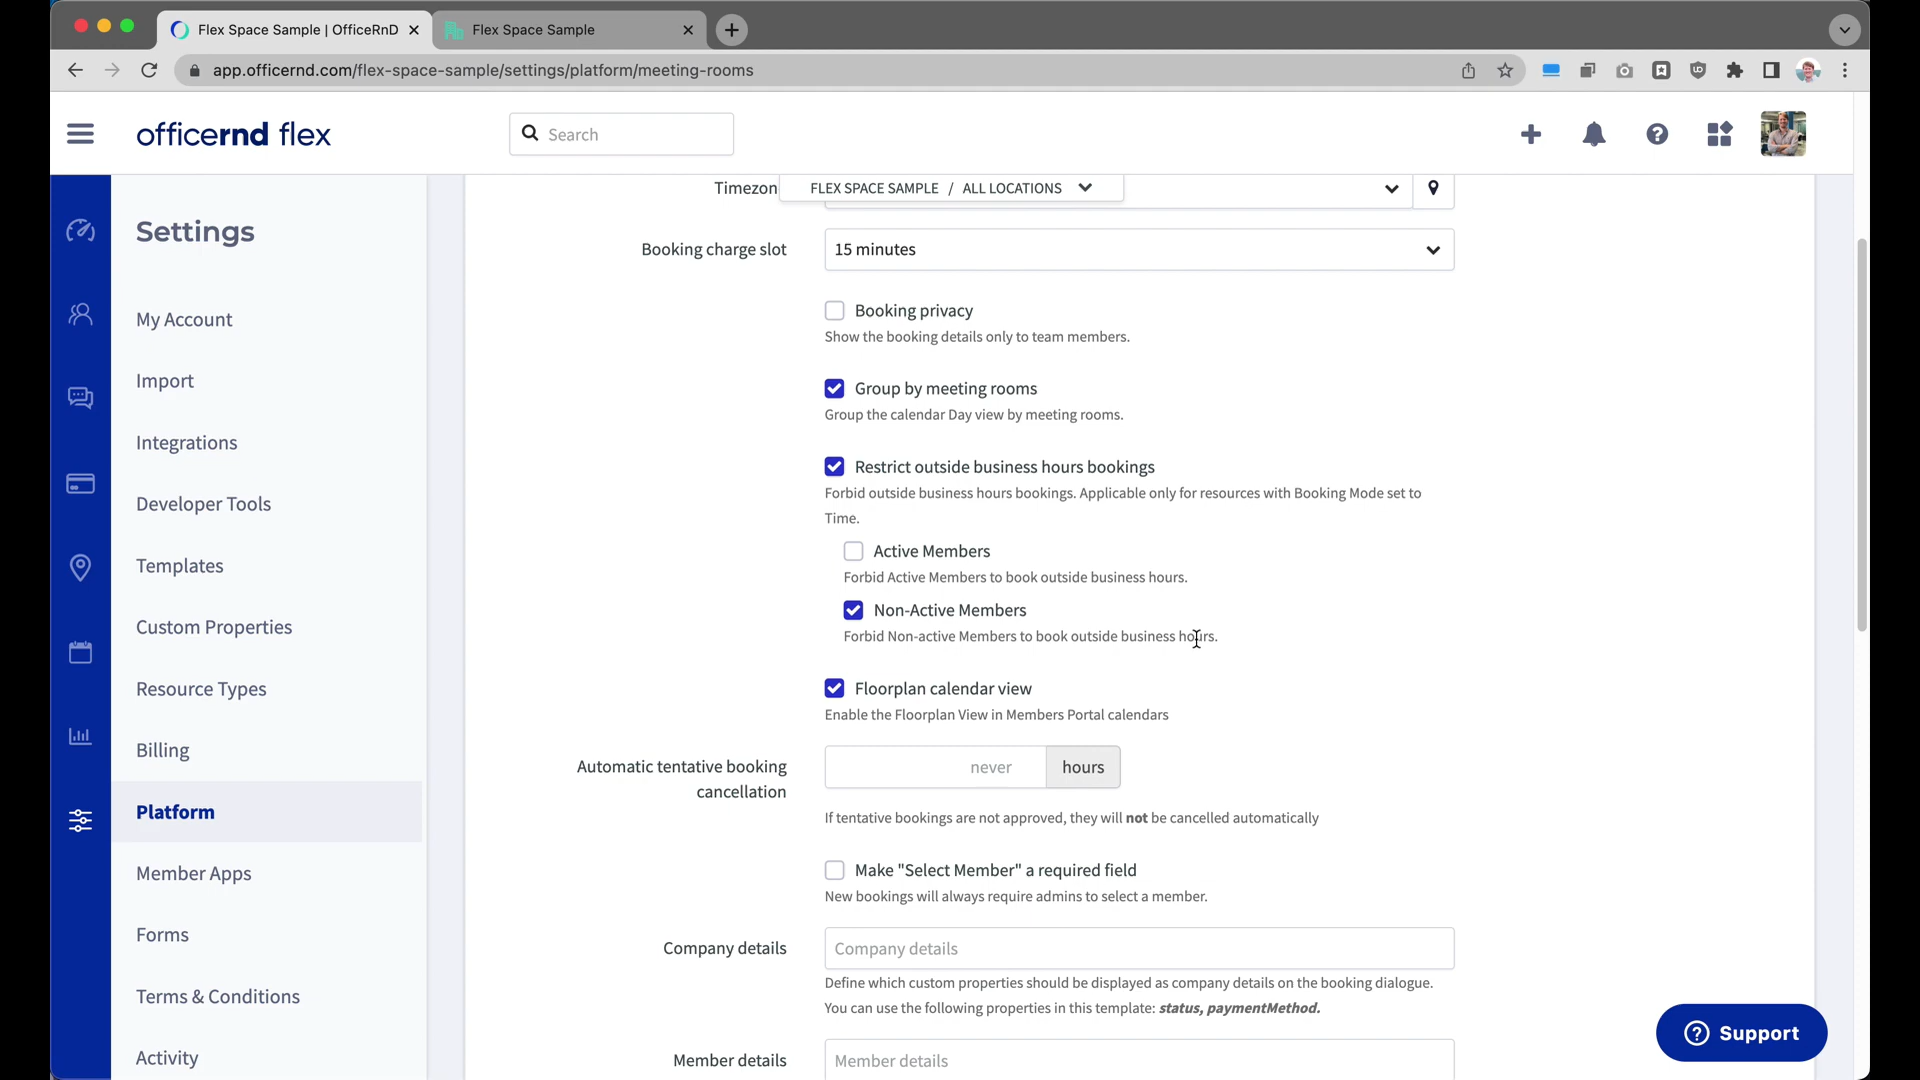 Flex Space Sample | OfficeRnD
Flex Space Sample
app.officernd.com/flex-space-sample/settings/platform/meeting-rooms
officernd flex
Search
Settings
My Account
Import
Integrations
Developer Tools
Templates
Custom Properties
Resource Types
Billing
Platform
Member Apps
Forms
Terms & Conditions
Activity
Timezon
FLEX SPACE SAMPLE / ALL LOCATIONS
Booking charge slot
15 minutes
Booking privacy
Show the booking details only to team members.
Group by meeting rooms
Group the calendar Day view by meeting rooms.
Restrict outside business hours bookings
Forbid outside business hours bookings. Applicable only for resources with Booking Mode set to
Time.
Active Members
Forbid Active Members to book outside business hours.
Non-Active Members
Forbid Non-active Members to book outside business hours.
Floorplan calendar view
Enable the Floorplan View in Members Portal calendars
Automatic tentative booking
cancellation
never
hours
If tentative bookings are not approved, they will not be cancelled automatically
Make "Select Member" a required field
New bookings will always require admins to select a member.
Company details
Company details
Define which custom properties should be displayed as company details on the booking dialogue.
You can use the following properties in this template: status, paymentMethod.
Member details
Member details
Support